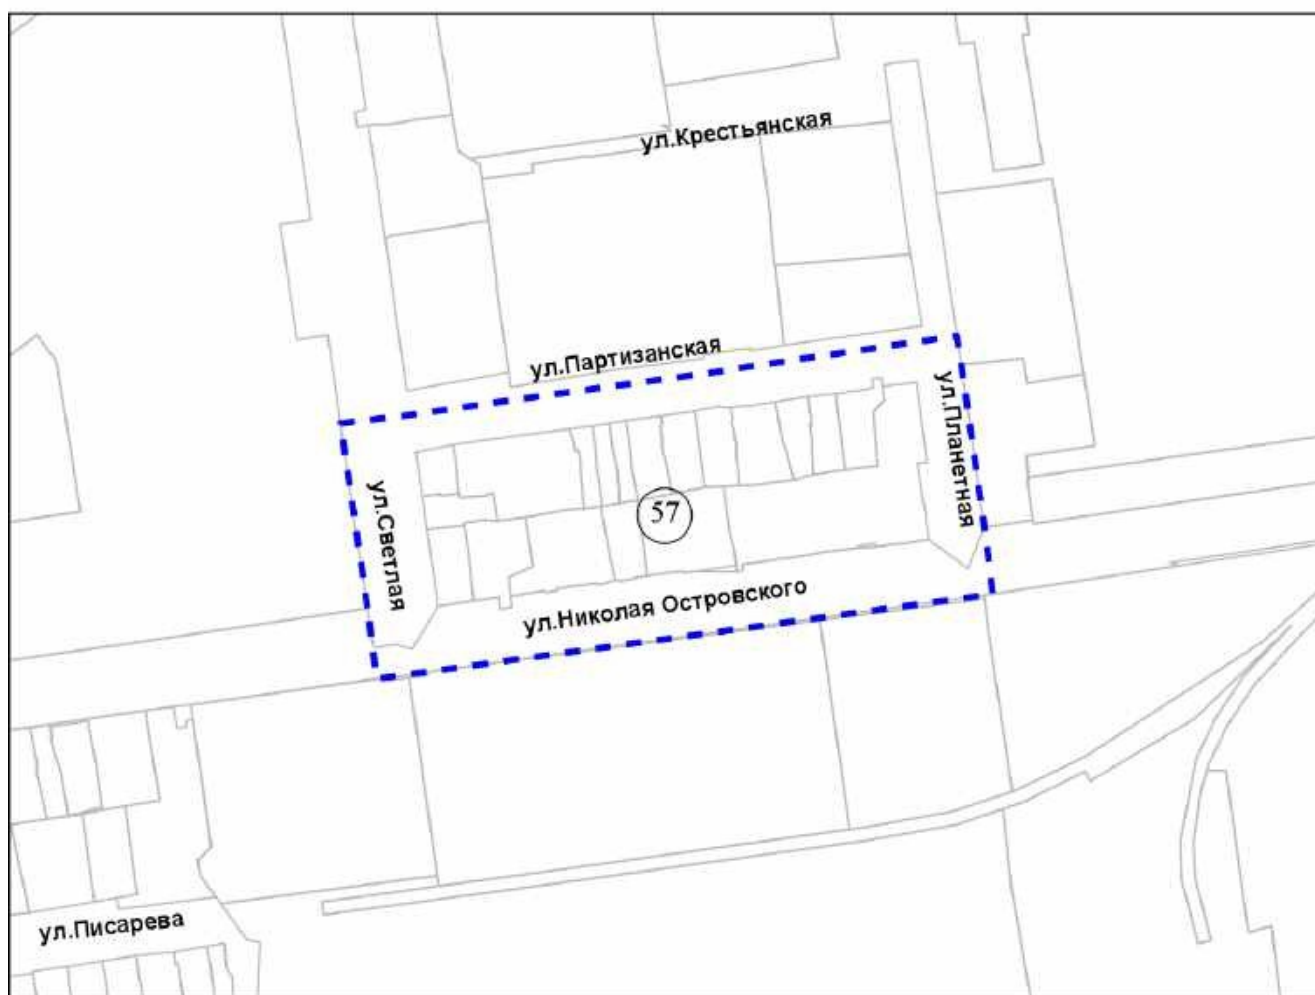 ул.Крестьянская
ул.Партизанская
ул.Планетная
ул.Светлая
57
ул.Николая Островского
ул.Писарева